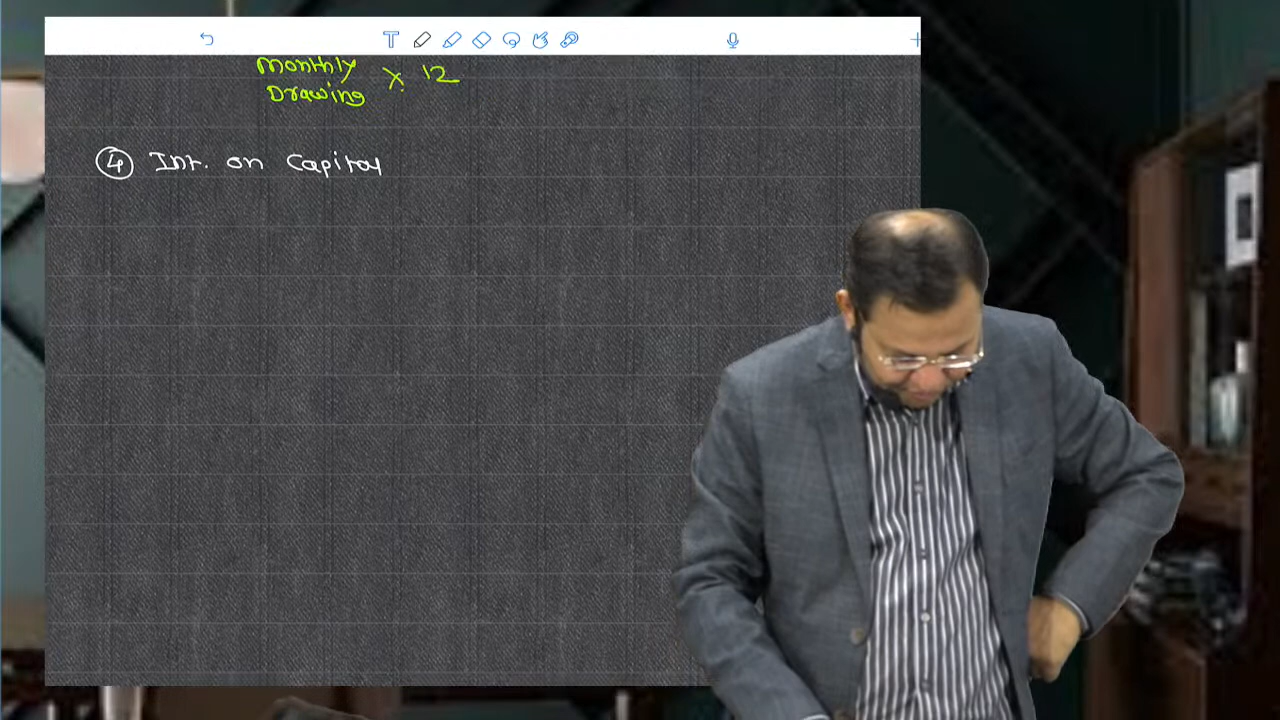 Monthly
Drawing × 12
④ Int. on Capital